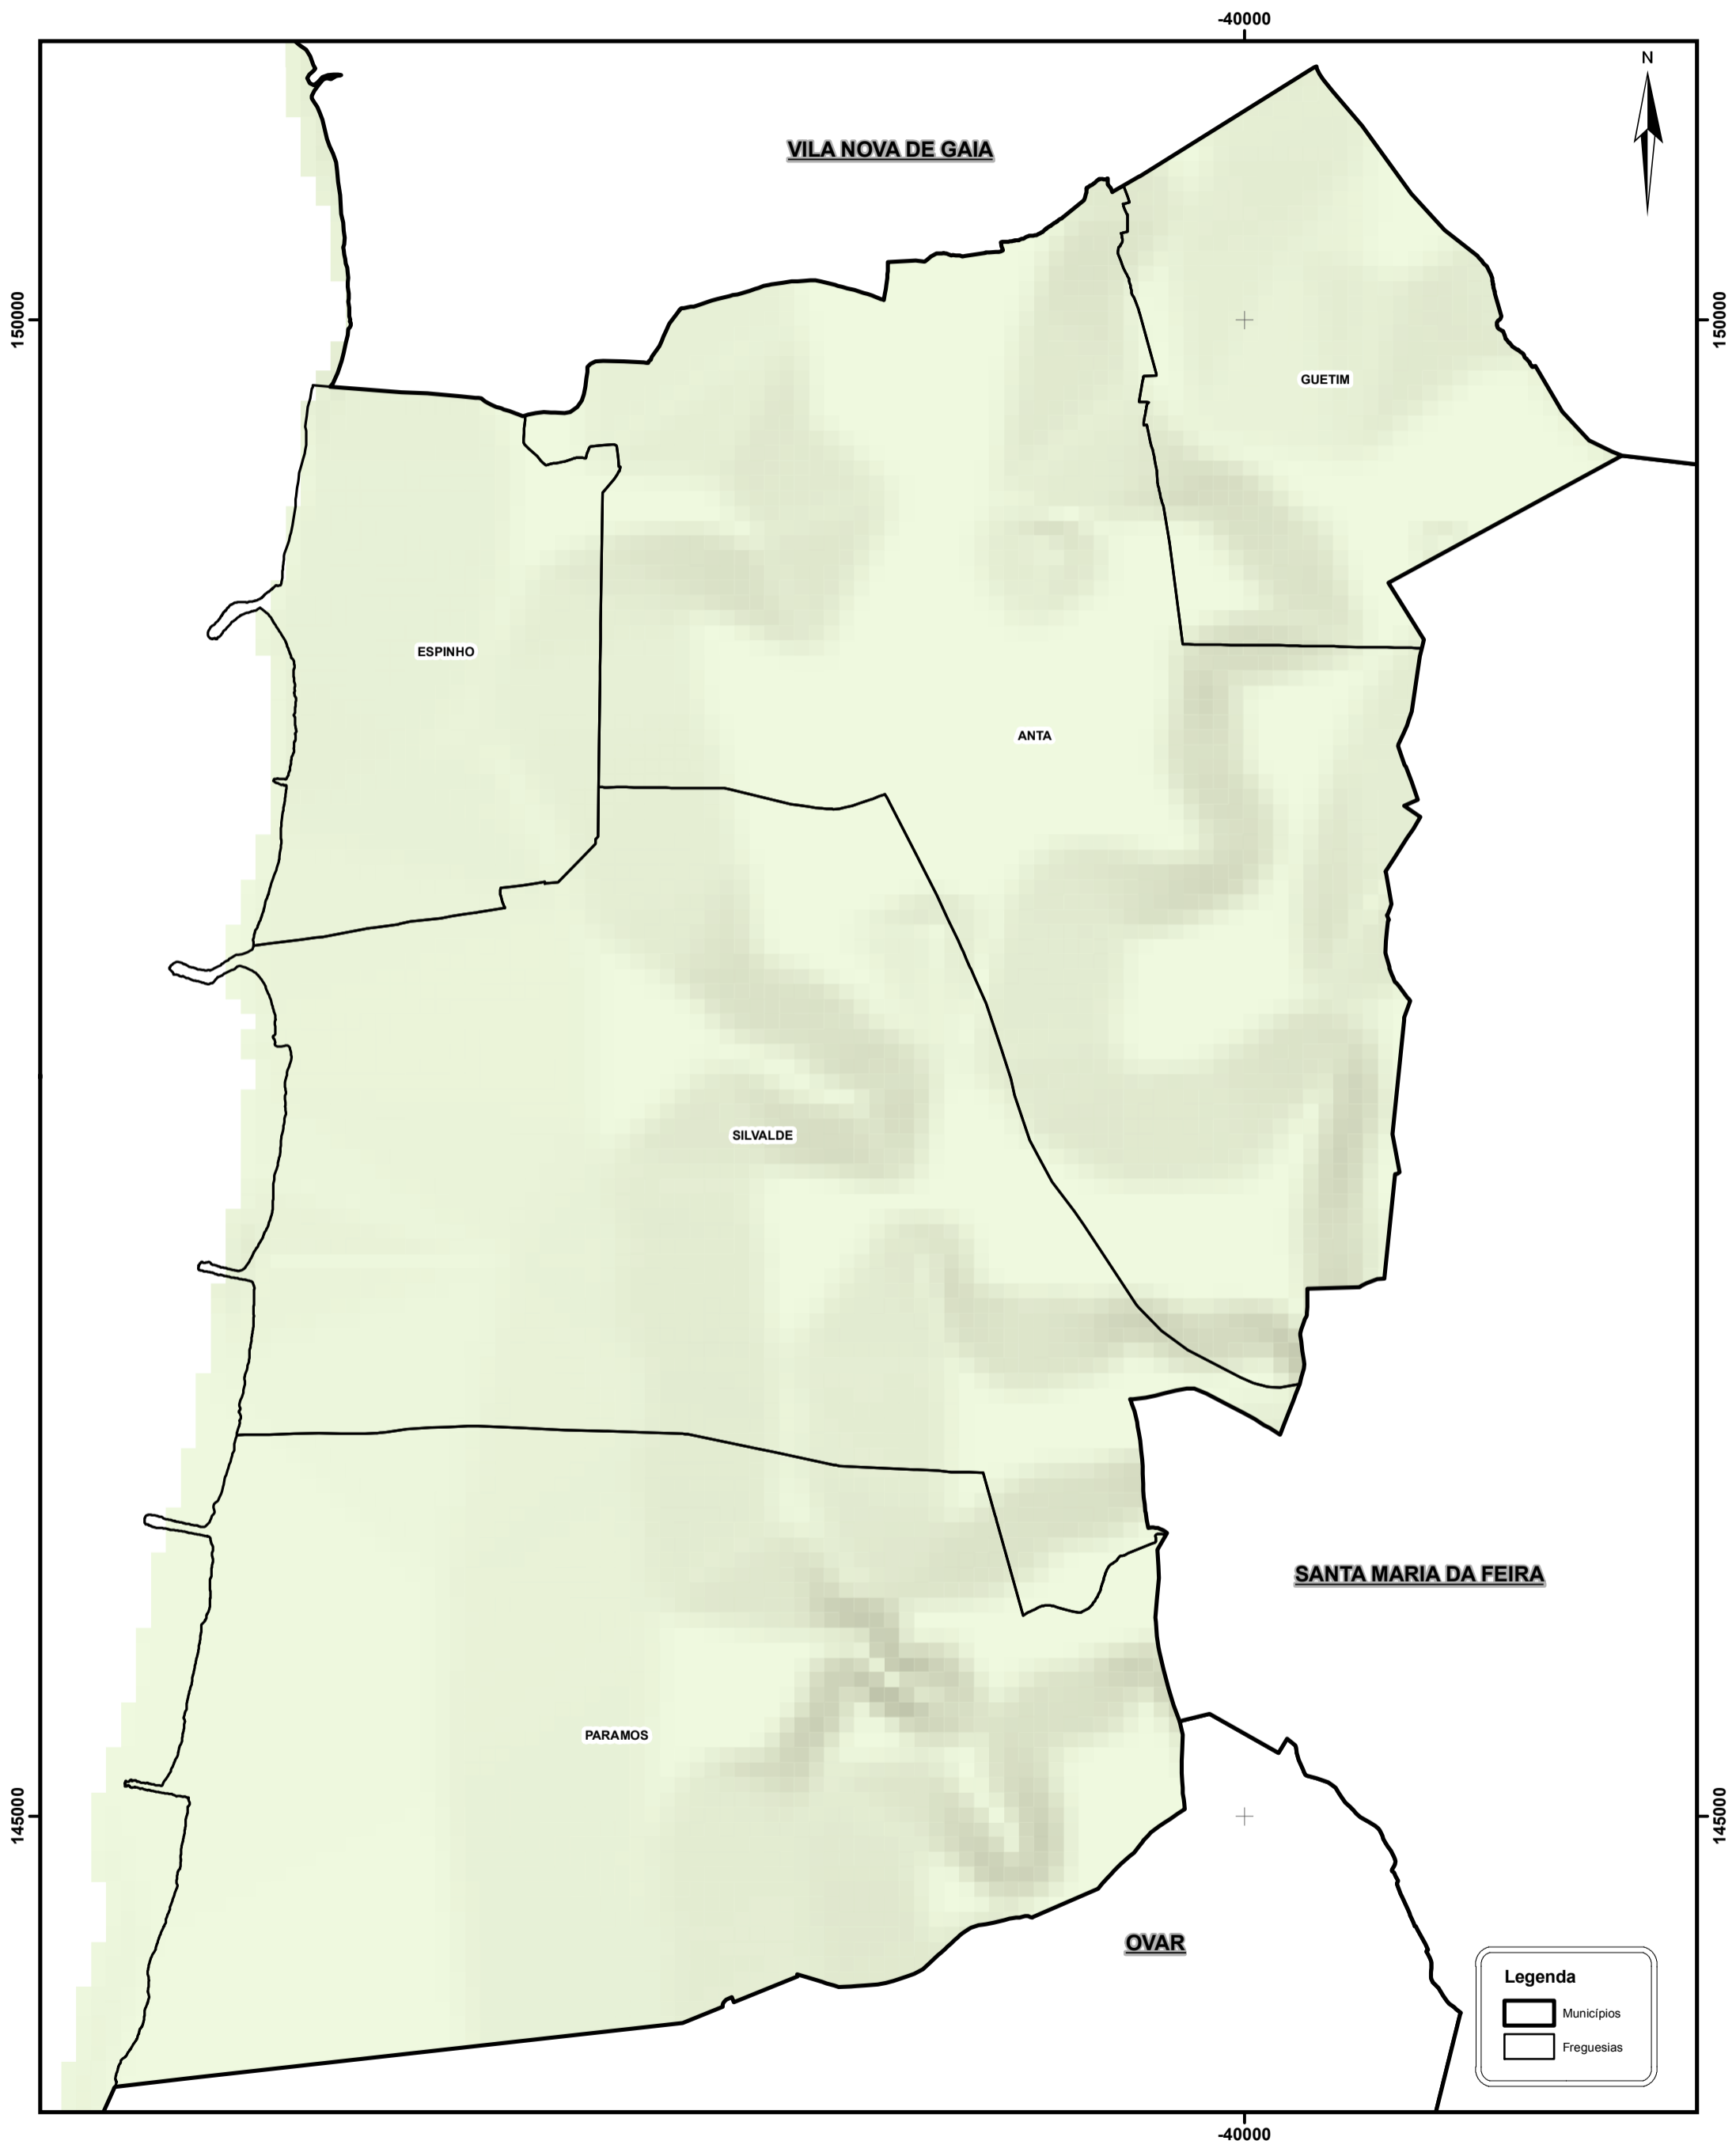 -40000
N
VILA NOVA DE GAIA
150000
150000
GUETIM
ESPINHO
ANTA
SILVALDE
SANTA MARIA DA FEIRA
PARAMOS
145000
145000
OVAR
Legenda
Municípios
Freguesias
-40000